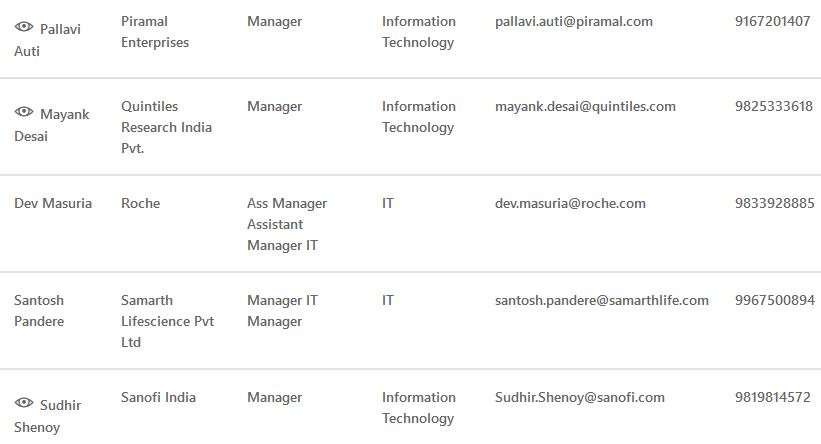 Pallavi Auti Piramal Enterprises Manager Information Technology pallavi.auti@piramal.com 9167201407
Mayank Desai Quintiles Research India Pvt. Manager Information Technology mayank.desai@quintiles.com 9825333618
Dev Masuria Roche Ass Manager Assistant Manager IT IT dev.masuria@roche.com 9833928885
Santosh Pandere Samarth Lifescience Pvt Ltd Manager IT Manager IT santosh.pandere@samarthlife.com 9967500894
Sudhir Shenoy Sanofi India Manager Information Technology Sudhir.Shenoy@sanofi.com 9819814572